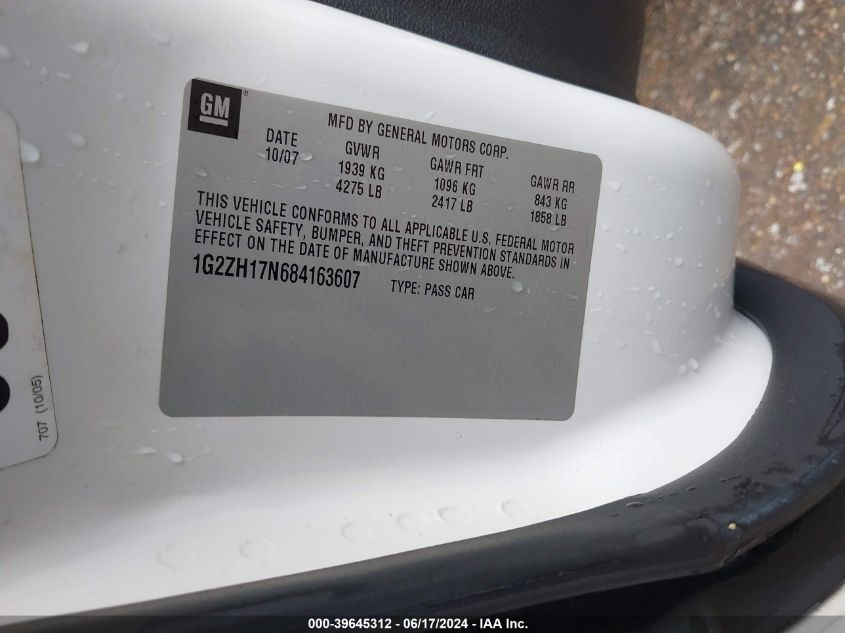 GM
MFD BY GENERAL MOTORS CORP.
DATE GVWR GAWR FRT GAWR RR
10/07 1939 KG 1096 KG 843 KG
4275 LB 2417 LB 1858 LB
THIS VEHICLE CONFORMS TO ALL APPLICABLE U.S. FEDERAL MOTOR
VEHICLE SAFETY, BUMPER, AND THEFT PREVENTION STANDARDS IN
EFFECT ON THE DATE OF MANUFACTURE SHOWN ABOVE.
1G2ZH17N684163607 TYPE: PASS CAR
707 (10/05)
000-39645312 - 06/17/2024 - IAA Inc.